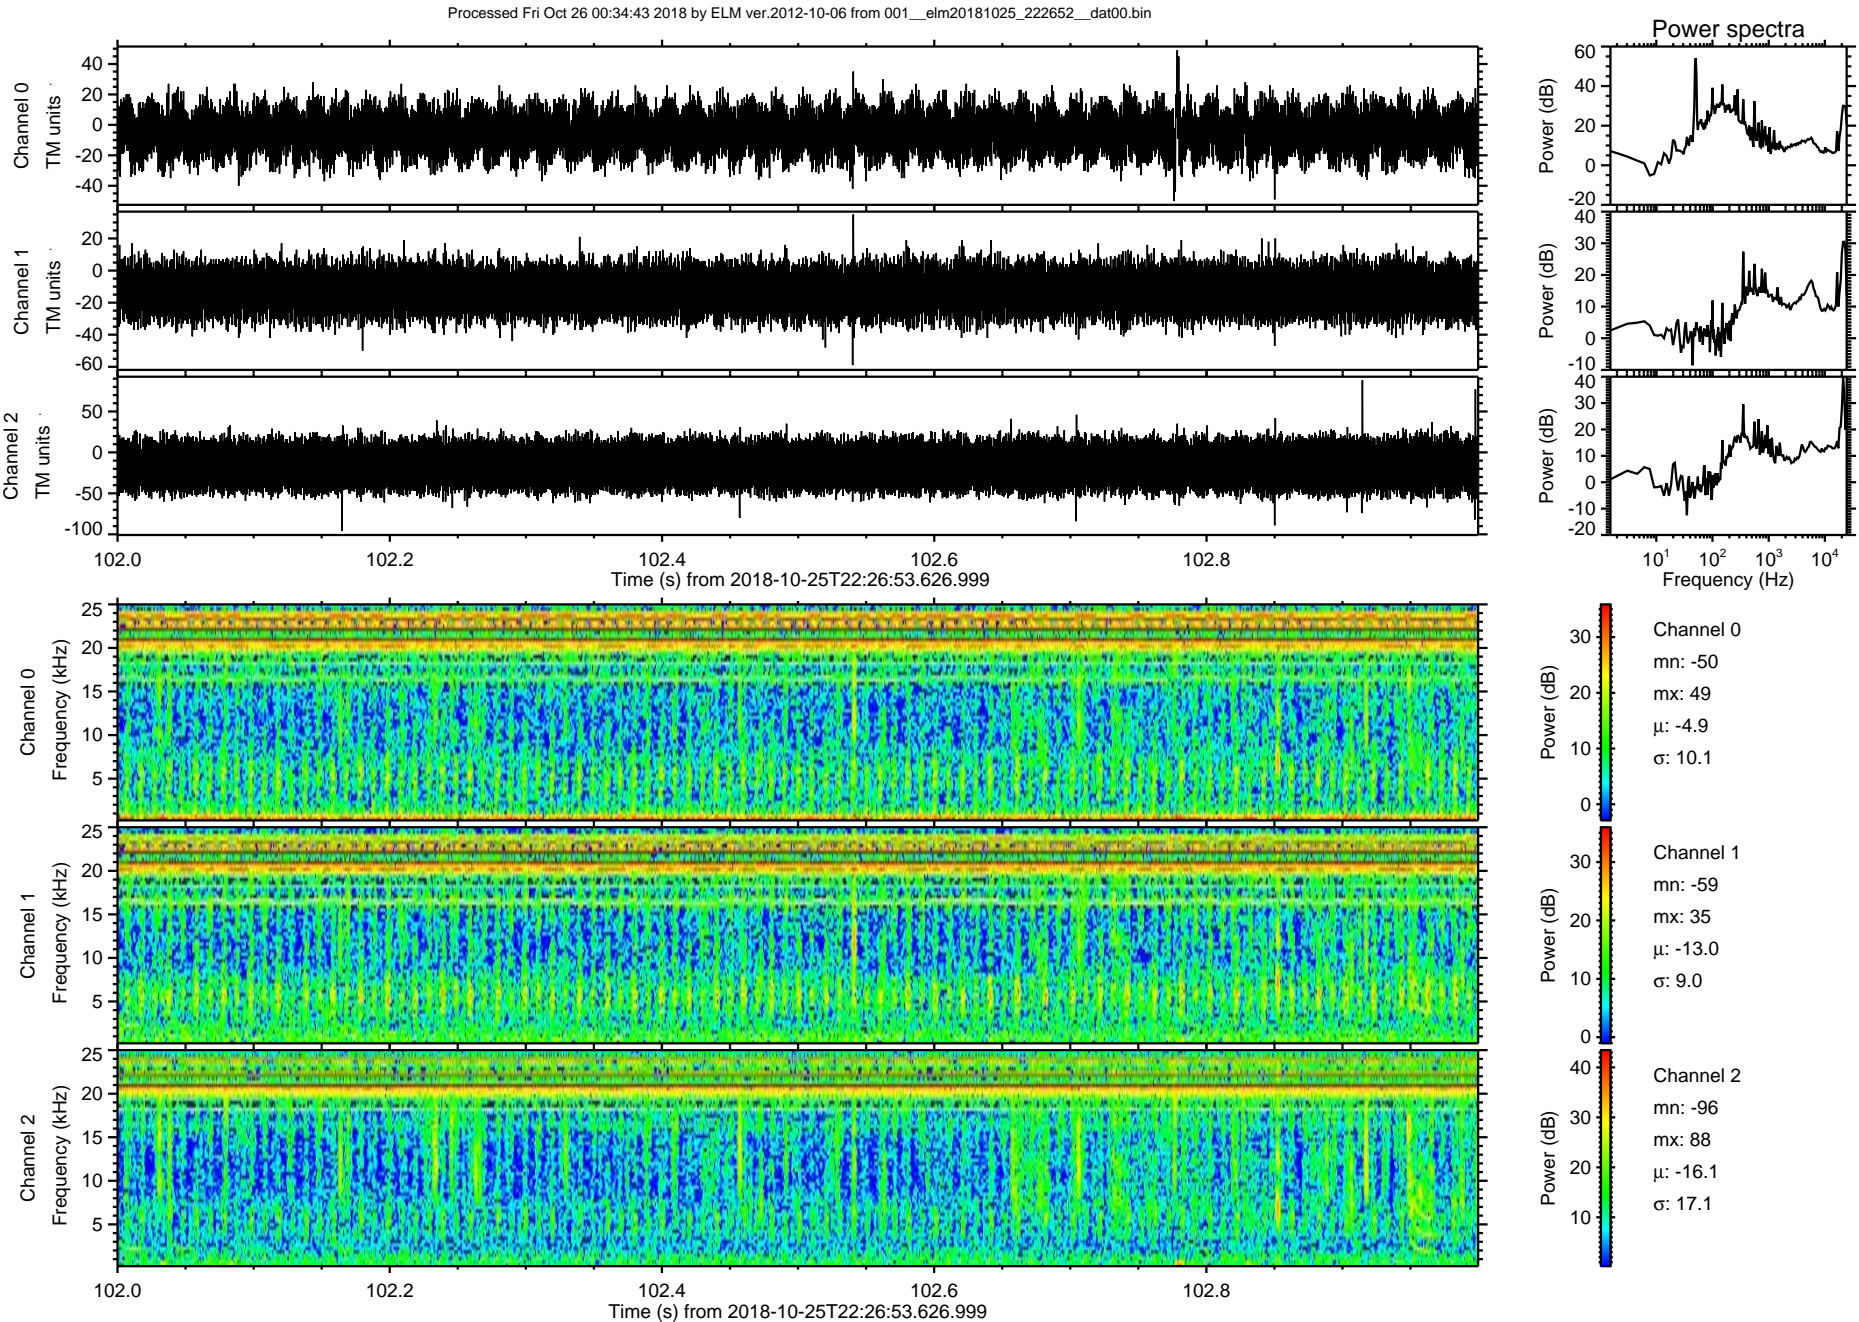 Processed Fri Oct 26 00:34:43 2018 by ELM ver.2012-10-06 from 001__elm20181025_222652__dat00.bin
Power spectra
Channel 0
TM units
40
20
0
-20
-40
Power (dB)
60
40
20
0
-20
Channel 1
TM units
20
0
-20
-40
-60
Power (dB)
40
30
20
10
0
-10
Channel 2
TM units
50
0
-50
-100
Power (dB)
40
30
20
10
0
-10
-20
102.0 102.2 102.4 102.6 102.8
Time (s) from 2018-10-25T22:26:53.626.999
10¹ 10² 10³ 10⁴
Frequency (Hz)
Channel 0
Frequency (kHz)
25
20
15
10
5
Power (dB)
30
20
10
0
Channel 0
mn: -50
mx: 49
μ: -4.9
σ: 10.1
Channel 1
Frequency (kHz)
25
20
15
10
5
Power (dB)
30
20
10
0
Channel 1
mn: -59
mx: 35
μ: -13.0
σ: 9.0
Channel 2
Frequency (kHz)
25
20
15
10
5
Power (dB)
40
30
20
10
Channel 2
mn: -96
mx: 88
μ: -16.1
σ: 17.1
102.0 102.2 102.4 102.6 102.8
Time (s) from 2018-10-25T22:26:53.626.999